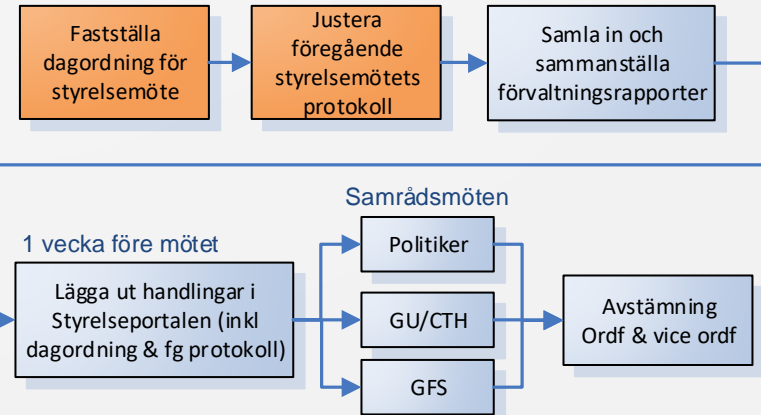 Fastställa
dagordning för
styrelsemöte
Justera
föregående
styrelsemötets
protokoll
Samla in och
sammanställa
förvaltningsrapporter
1 vecka före mötet
Lägga ut handlingar i
Styrelseportalen (inkl
dagordning & fg protokoll)
Samrådsmöten
Politiker
GU/CTH
GFS
Avstämning
Ordf & vice ordf